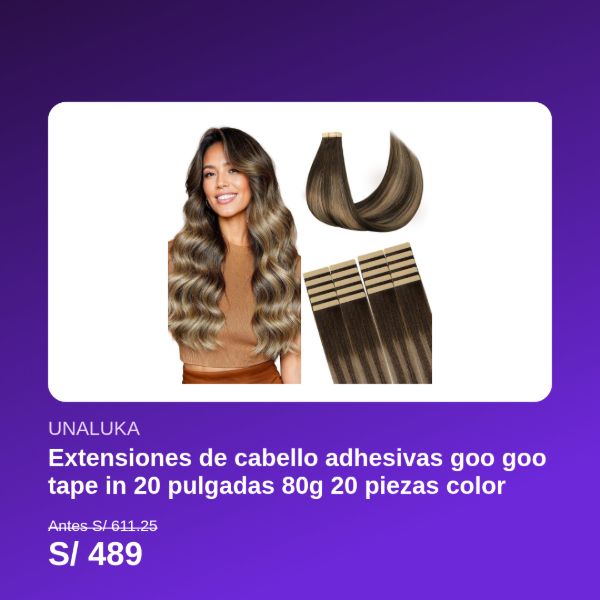 UNALUKA
Extensiones de cabello adhesivas goo goo
tape in 20 pulgadas 80g 20 piezas color
Antes S/ 611.25
S/ 489